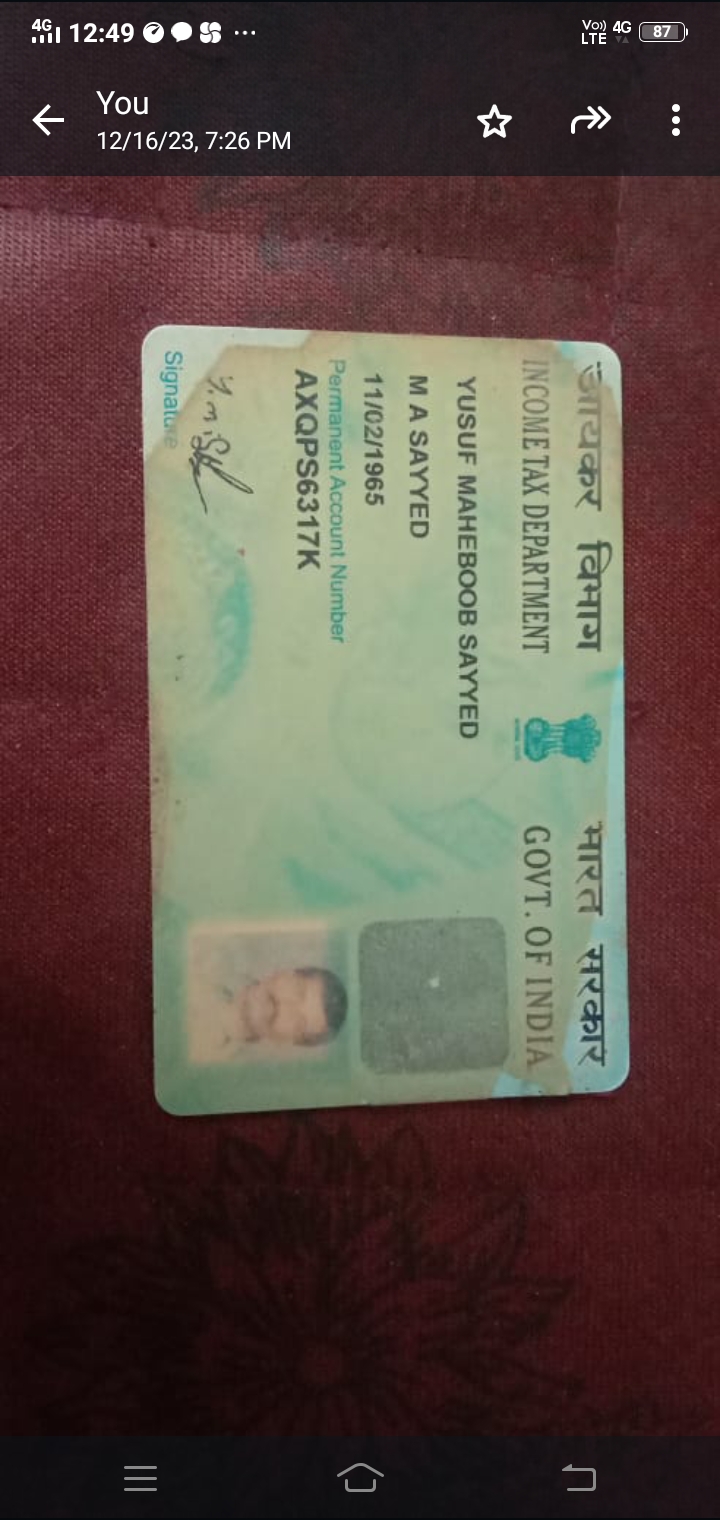 4G 12:49 ... Vo)) LTE 4G 87
You
12/16/23, 7:26 PM
आयकर विभाग भारत सरकार
INCOME TAX DEPARTMENT GOVT. OF INDIA
YUSUF MAHEBOOB SAYYED
M A SAYYED
11/02/1965
Permanent Account Number
AXQPS6317K
Signature